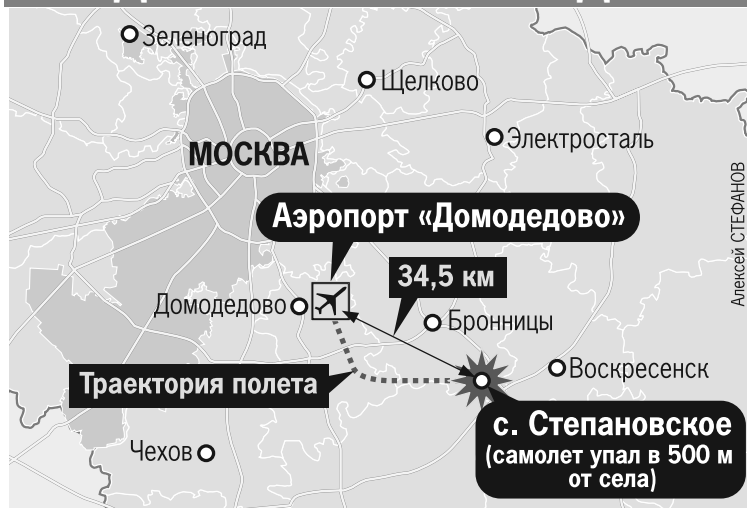 Зеленоград
Щелково
Электросталь
МОСКВА
Аэропорт «Домодедово»
34,5 км
Домодедово
Бронницы
Воскресенск
Траектория полета
с. Степановское
(самолет упал в 500 м
от села)
Чехов
Алексей СТЕФАНОВ